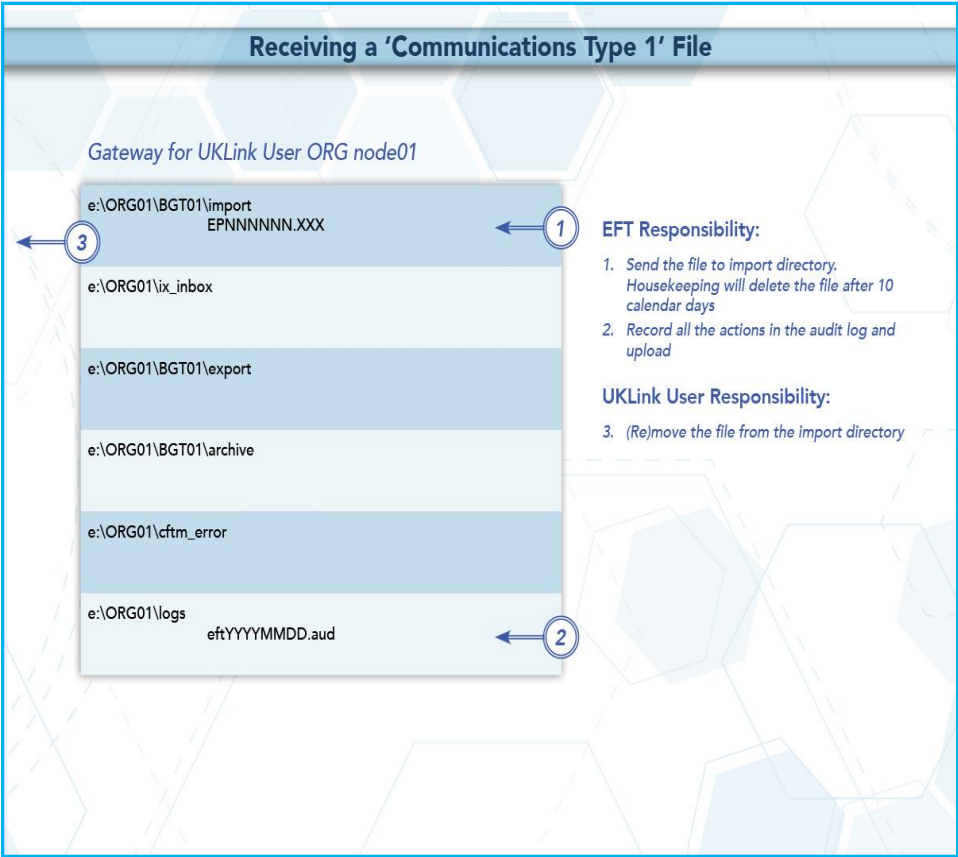 Receiving a ‘Communications Type 1’ File
Gateway for UKLink User ORG node01
e:\ORG01\BGT01\import
EPNNNNNN.XXX
1
3
e:\ORG01\ix_inbox
e:\ORG01\BGT01\export
e:\ORG01\BGT01\archive
e:\ORG01\cftm_error
e:\ORG01\logs
eftYYYYMMDD.aud
2
EFT Responsibility:
1. Send the file to import directory.
Housekeeping will delete the file after 10
calendar days
2. Record all the actions in the audit log and
upload
UKLink User Responsibility:
3. (Re)move the file from the import directory